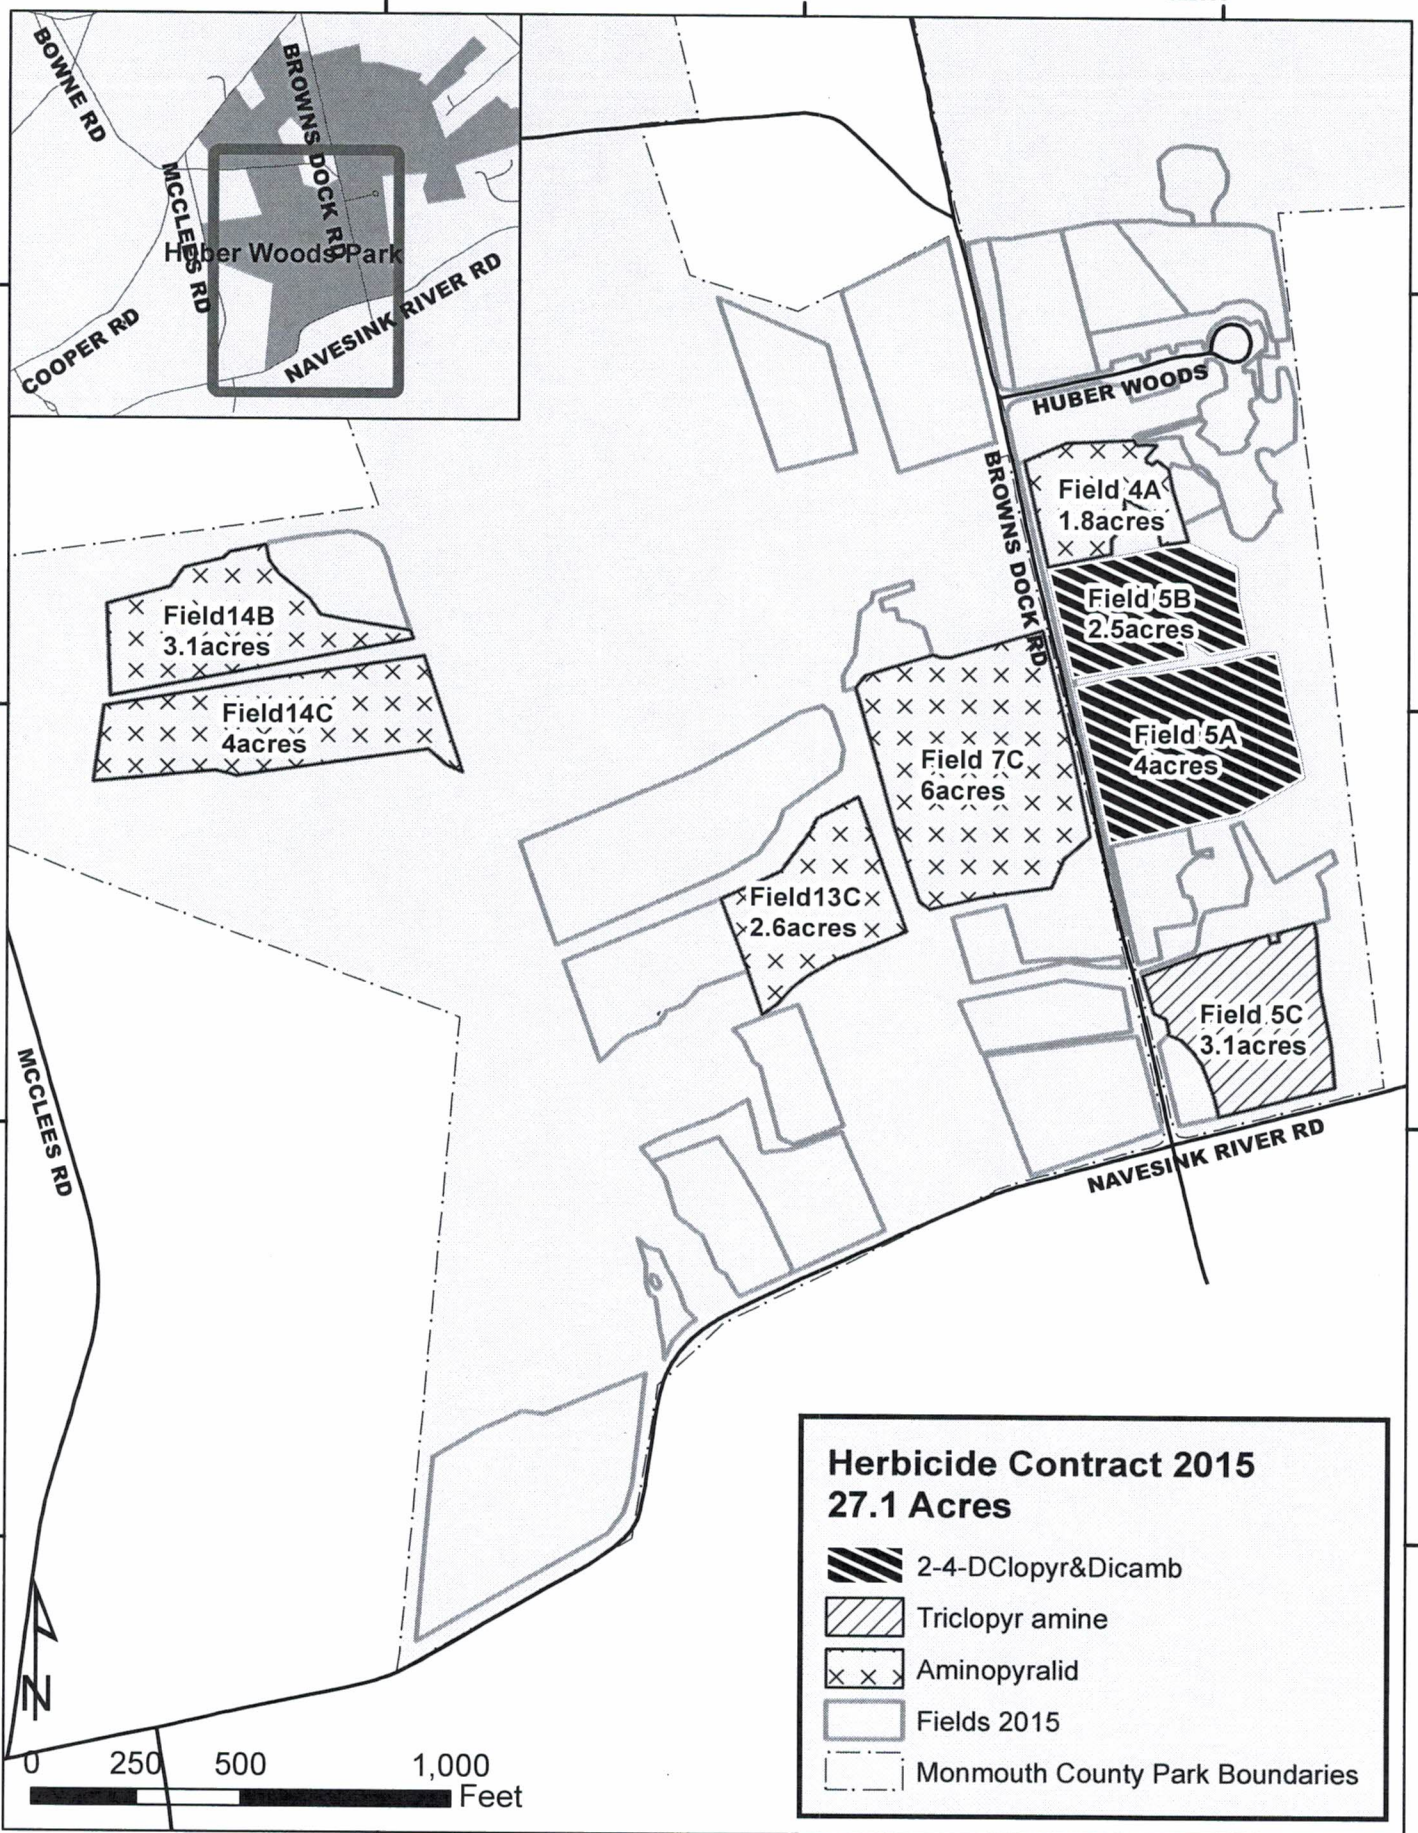 BOWNE RD
BROWNS DOCK RD
MCCLEES RD
Huber Woods Park
COOPER RD
NAVESINK RIVER RD
HUBER WOODS
BROWNS DOCK RD
Field 4A
1.8acres
Field 5B
2.5acres
Field14B
3.1acres
Field14C
4acres
Field 5A
4acres
Field 7C
6acres
Field13C
2.6acres
Field 5C
3.1acres
MCCLEES RD
NAVESINK RIVER RD
Herbicide Contract 2015
27.1 Acres
2-4-DClopyr&Dicamb
Triclopyr amine
Aminopyralid
Fields 2015
Monmouth County Park Boundaries
N
0 250 500 1,000
Feet